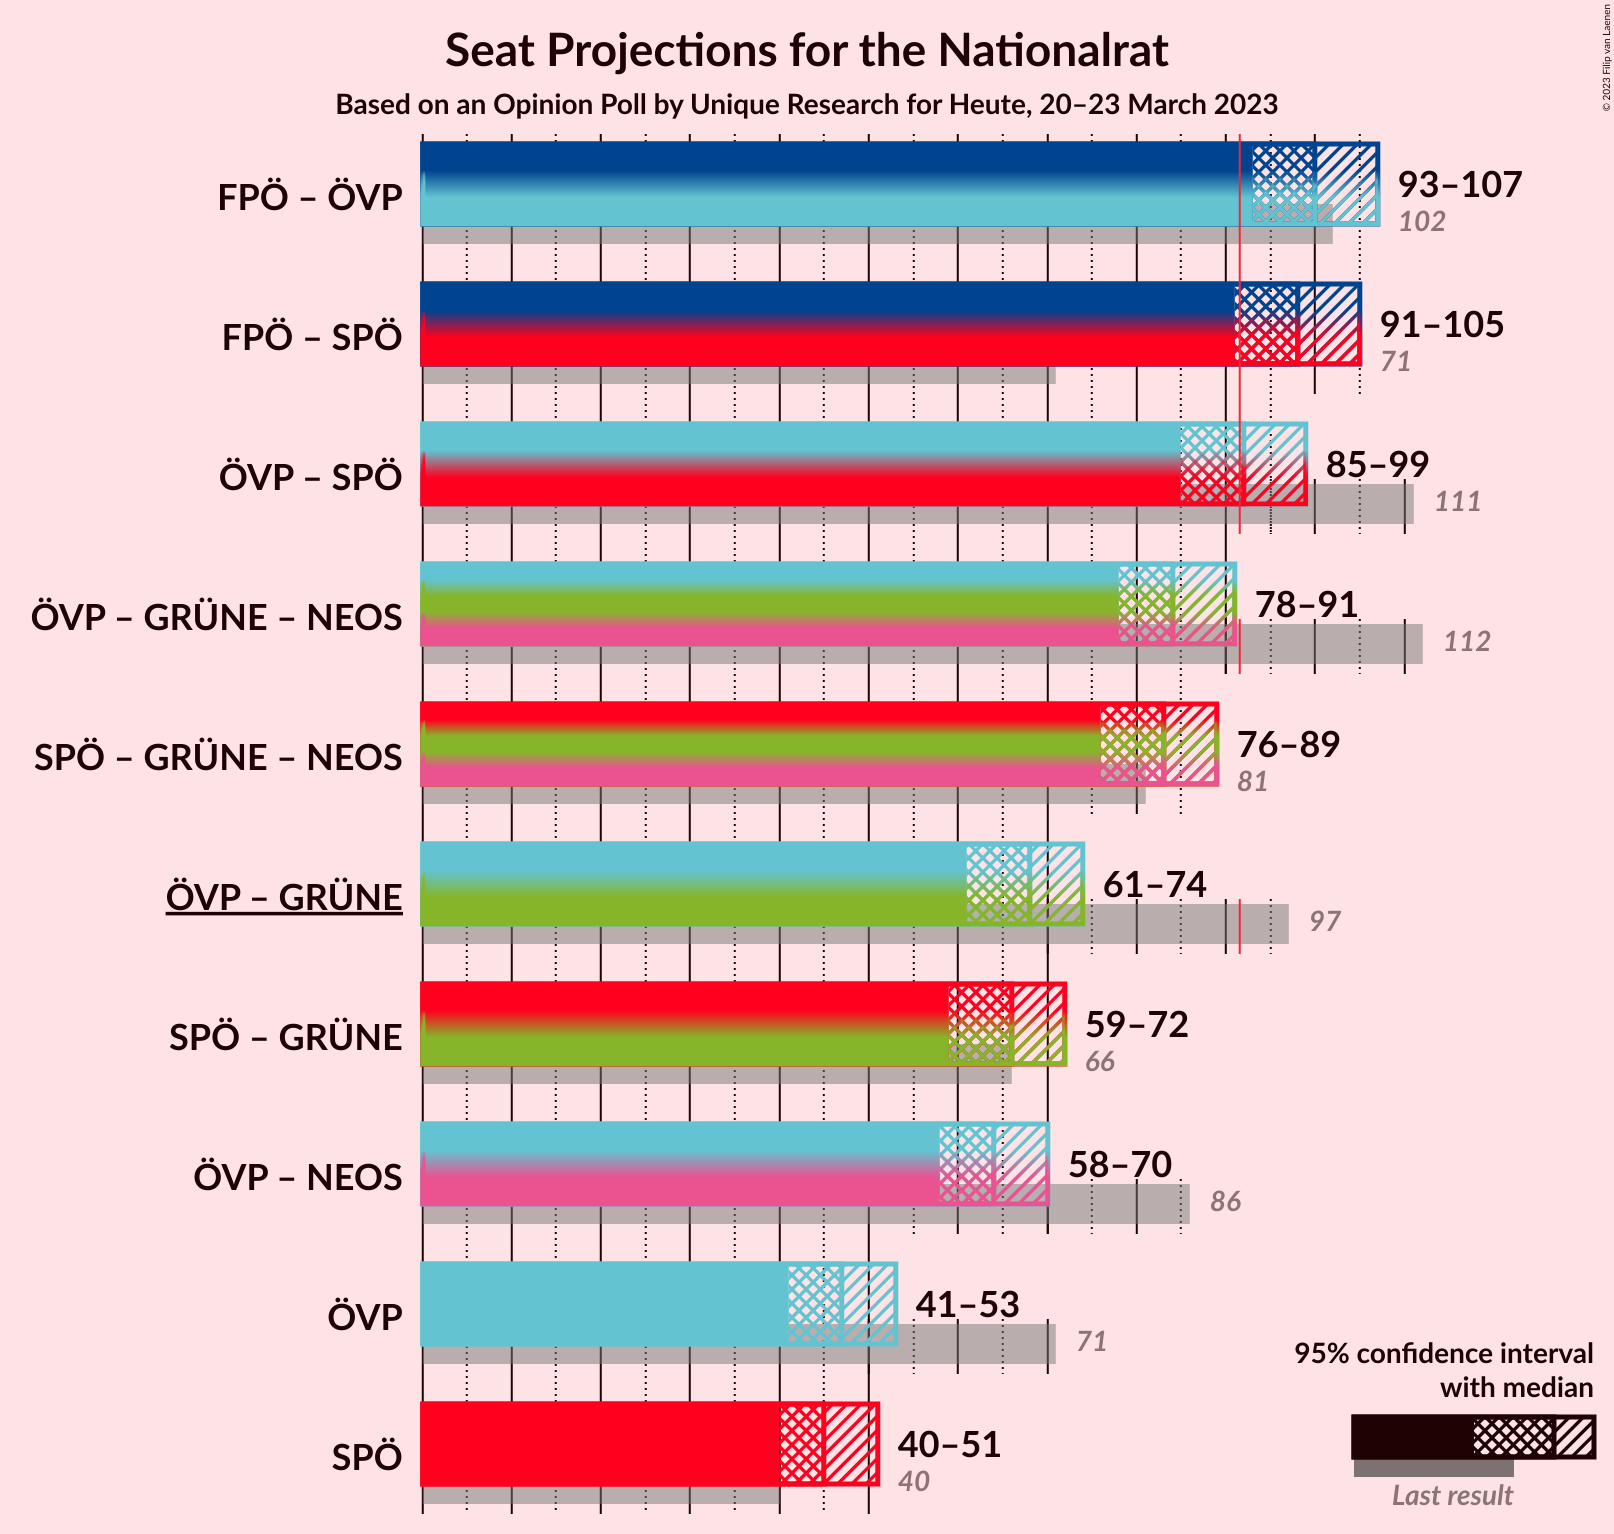 Seat Projections for the Nationalrat
Based on an Opinion Poll by Unique Research for Heute, 20–23 March 2023
© 2023 Filip van Laenen
FPÖ – ÖVP
93–107
102
FPÖ – SPÖ
91–105
71
ÖVP – SPÖ
85–99
111
ÖVP – GRÜNE – NEOS
78–91
112
SPÖ – GRÜNE – NEOS
76–89
81
ÖVP – GRÜNE
61–74
97
SPÖ – GRÜNE
59–72
66
ÖVP – NEOS
58–70
86
ÖVP
41–53
71
SPÖ
40–51
40
95% confidence interval
with median
Last result